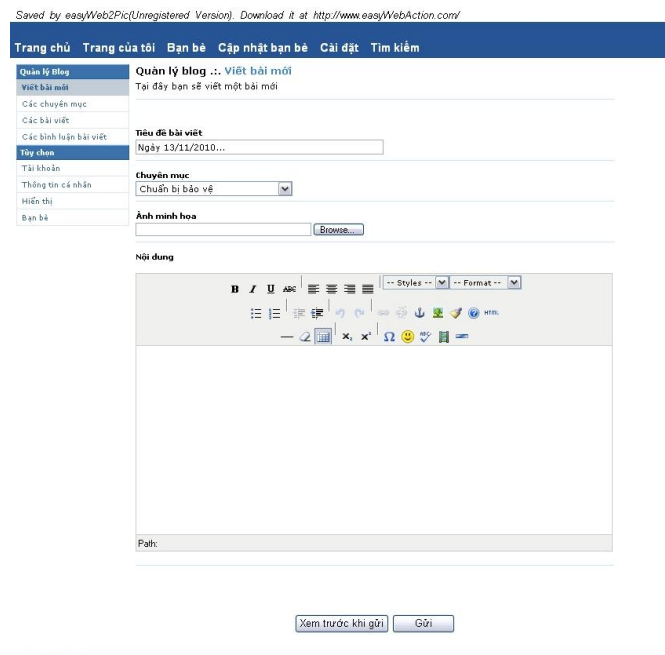 Saved by easyWeb2Pic(Unregistered Version). Download it at http://www.easyWebAction.com/
Trang chủ Trang của tôi Bạn bè Cập nhật bạn bè Cài đặt Tìm kiếm
Quản lý Blog
Viết bài mới
Các chuyên mục
Các bài viết
Các bình luận bài viết
Tùy chọn
Tài khoản
Thông tin cá nhân
Hiển thị
Bạn bè
Quản lý blog .:. Viết bài mới
Tại đây bạn sẽ viết một bài mới
Tiêu đề bài viết
Ngày 13/11/2010...
Chuyên mục
Chuẩn bị bảo vệ
Ảnh minh họa
Browse...
Nội dung
B I U ABC -- Styles -- -- Format --
HTML
x₂ x² Ω ABC
Path:
Xem trước khi gửi Gửi